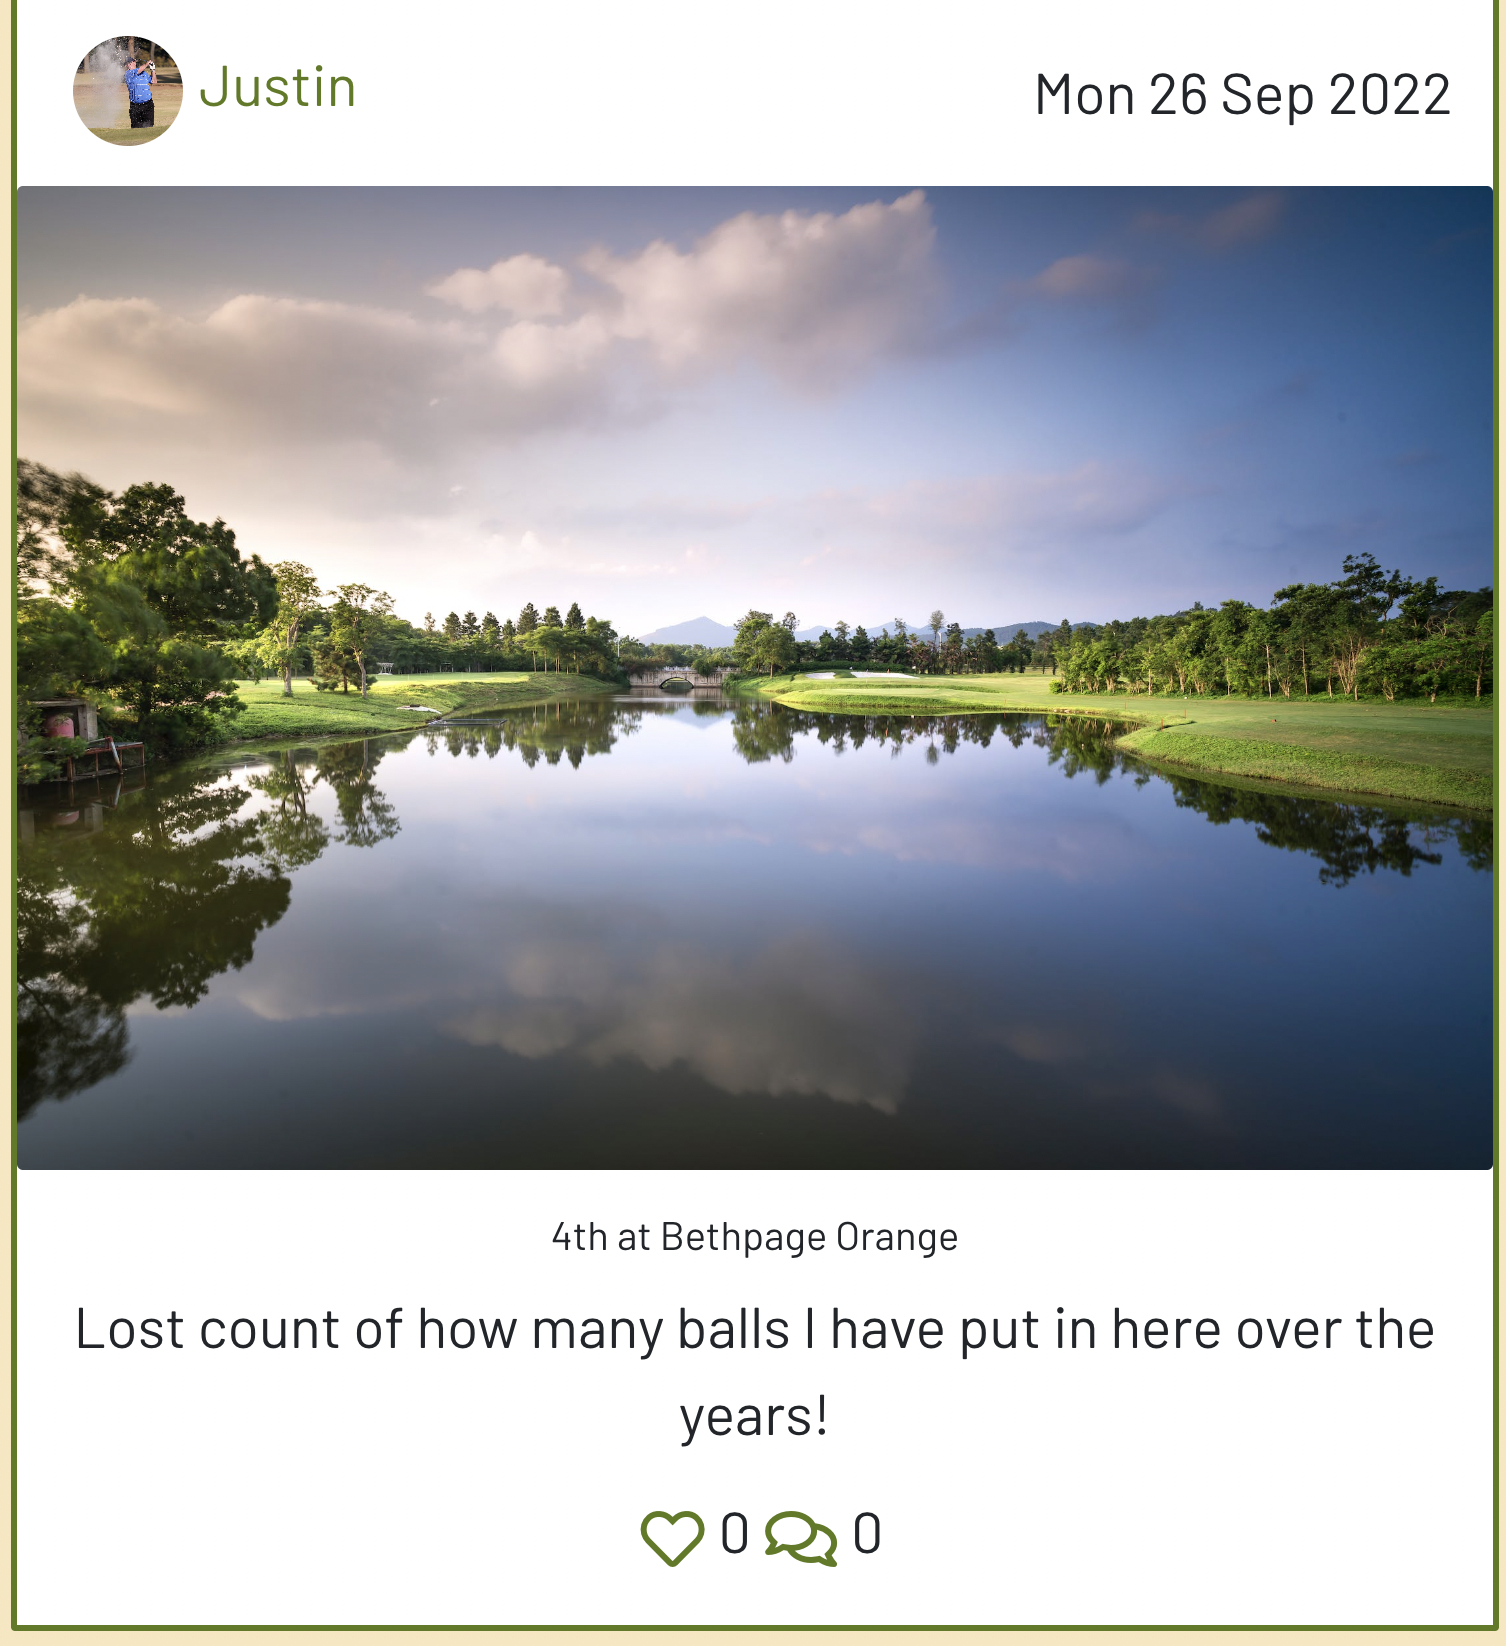 Justin
Mon 26 Sep 2022
4th at Bethpage Orange
Lost count of how many balls I have put in here over the
years!
0 0